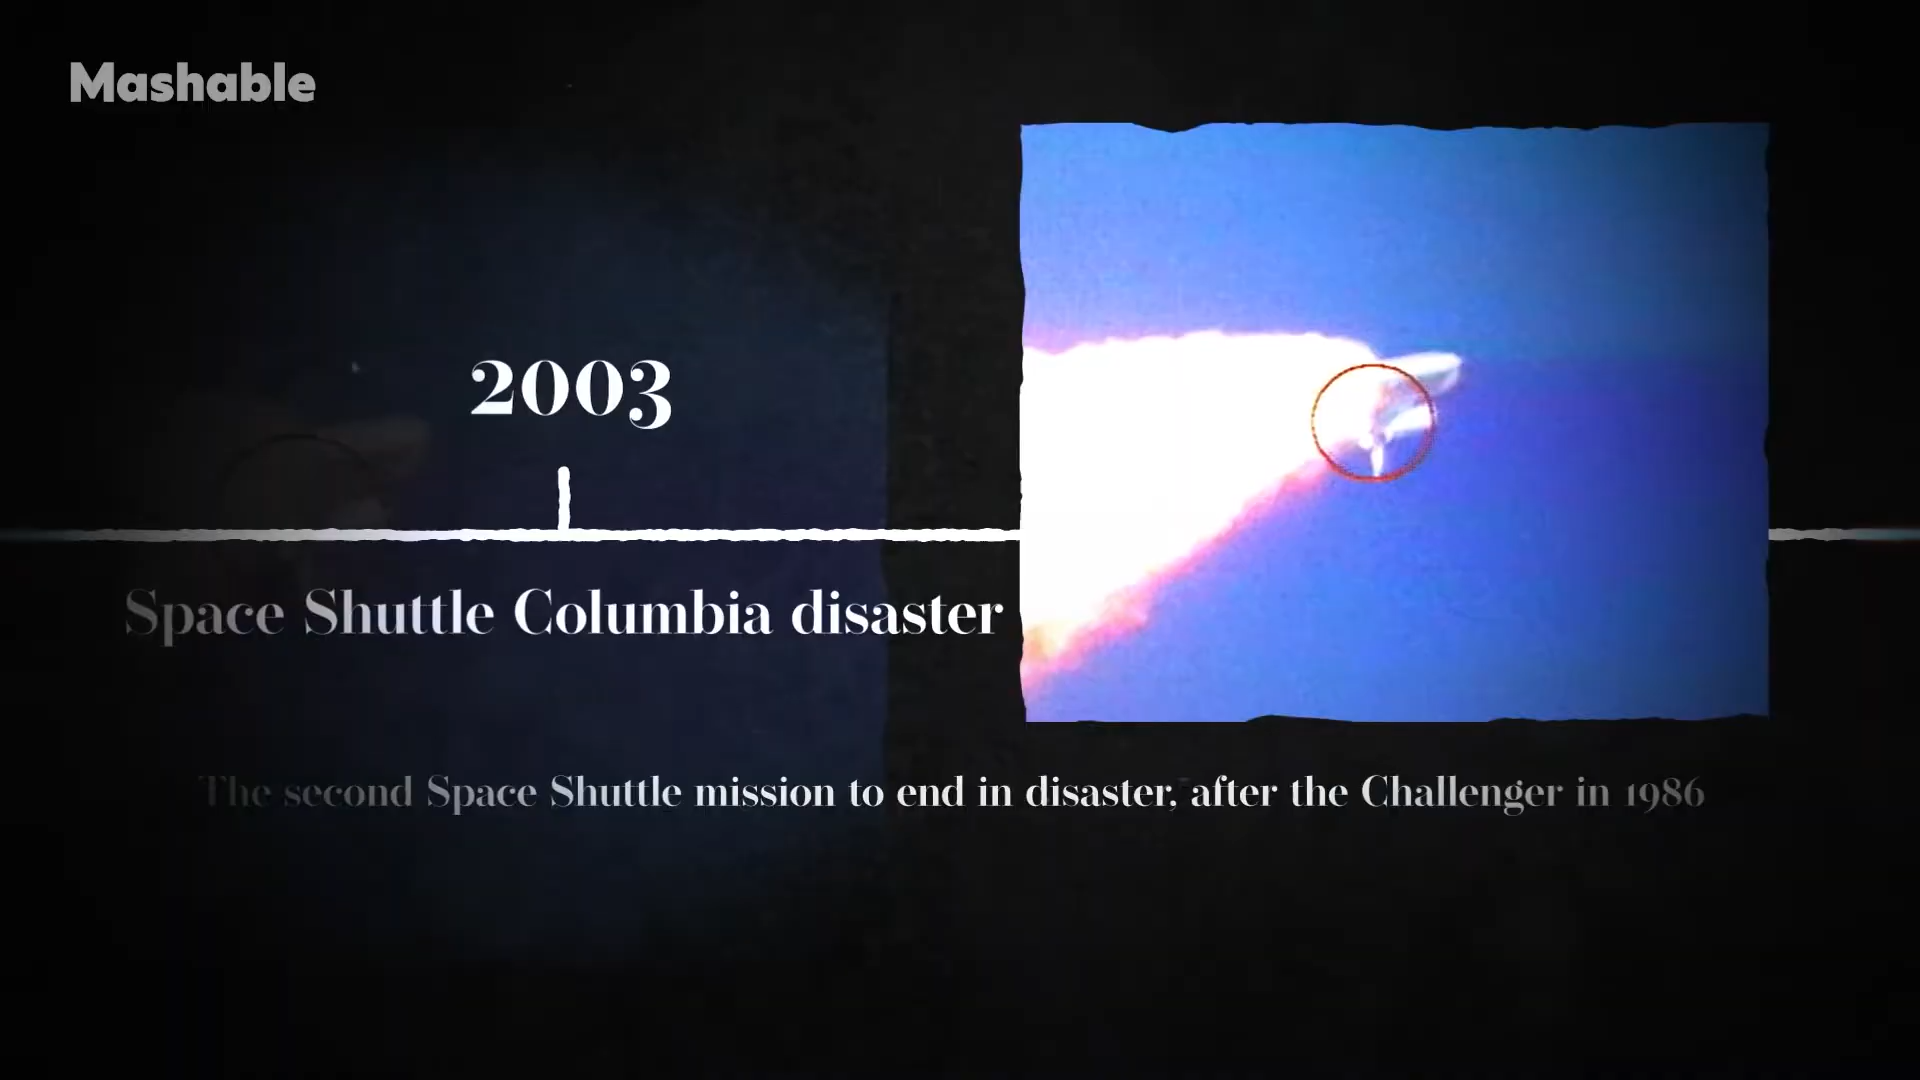 Mashable
2003
Space Shuttle Columbia disaster
The second Space Shuttle mission to end in disaster, after the Challenger in 1986